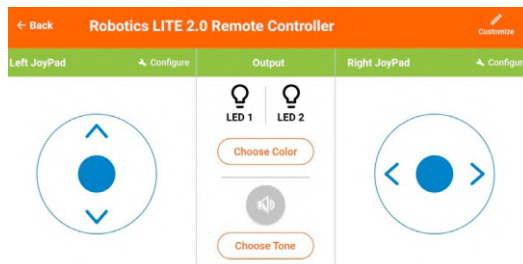 ← Back
Robotics LITE 2.0 Remote Controller
Customize
Left JoyPad
Configure
Output
Right JoyPad
Configur
LED 1
LED 2
Choose Color
Choose Tone